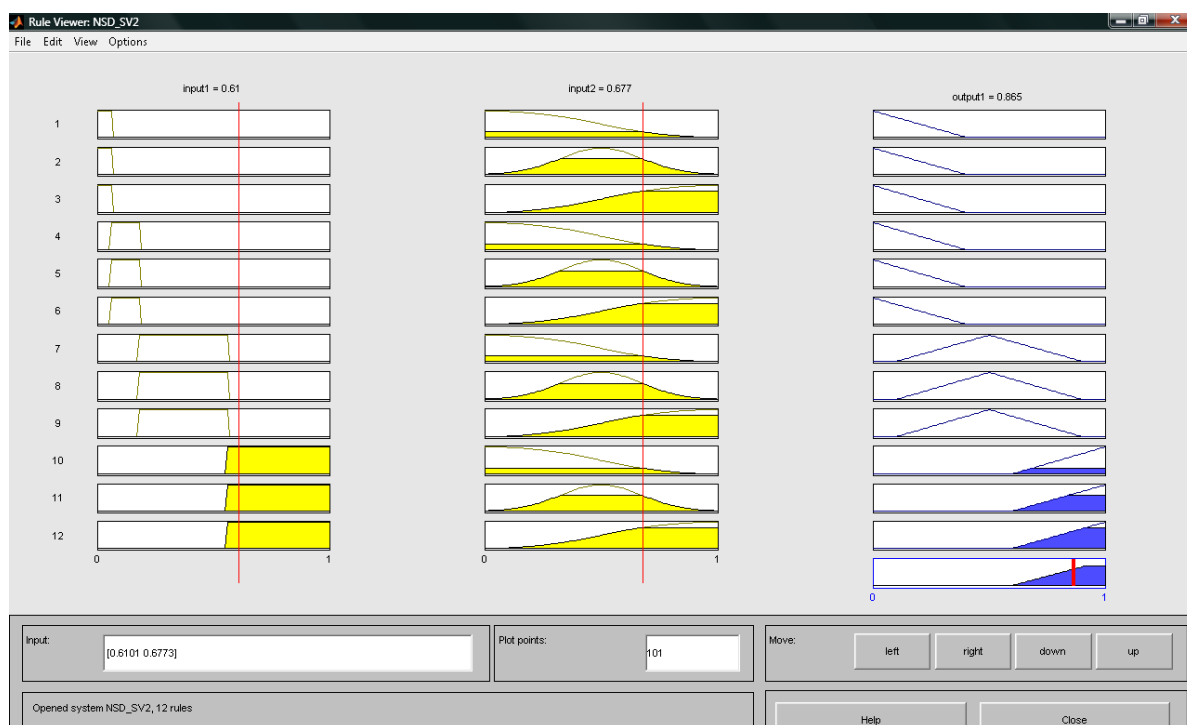 Rule Viewer: NSD_SV2
File Edit View Options
input1 = 0.61
input2 = 0.677
output1 = 0.865
1
2
3
4
5
6
7
8
9
10
11
12
0 1
0 1
0 1
Input:
[0.6101 0.6773]
Plot points:
101
Move:
left right down up
Opened system NSD_SV2, 12 rules
Help Close